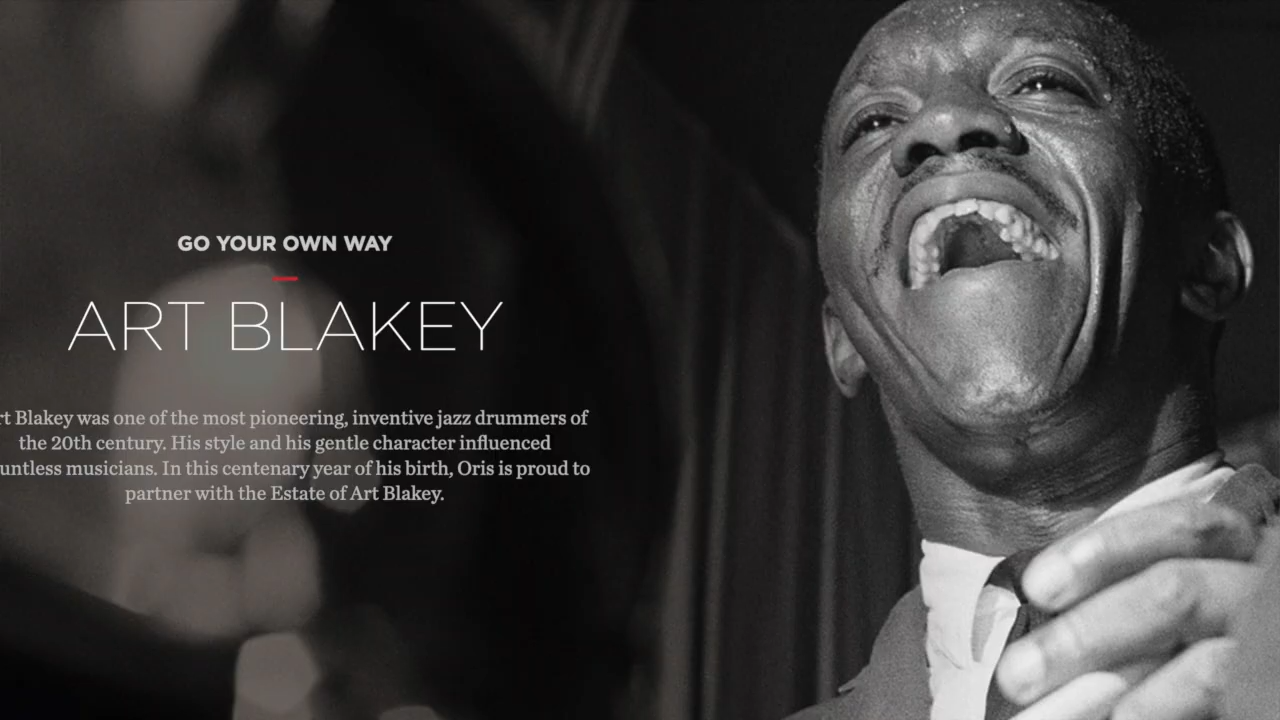 GO YOUR OWN WAY
ART BLAKEY
rt Blakey was one of the most pioneering, inventive jazz drummers of
the 20th century. His style and his gentle character influenced
untless musicians. In this centenary year of his birth, Oris is proud to
partner with the Estate of Art Blakey.